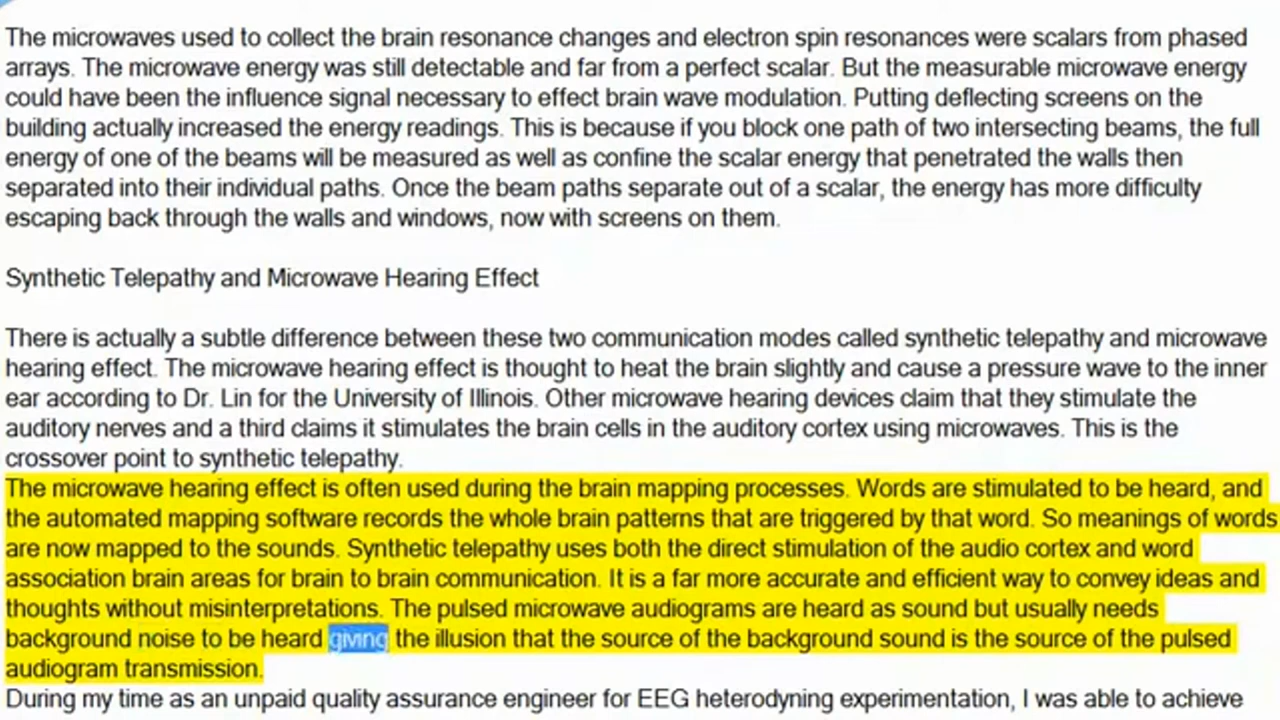 The microwaves used to collect the brain resonance changes and electron spin resonances were scalars from phased
arrays. The microwave energy was still detectable and far from a perfect scalar. But the measurable microwave energy
could have been the influence signal necessary to effect brain wave modulation. Putting deflecting screens on the
building actually increased the energy readings. This is because if you block one path of two intersecting beams, the full
energy of one of the beams will be measured as well as confine the scalar energy that penetrated the walls then
separated into their individual paths. Once the beam paths separate out of a scalar, the energy has more difficulty
escaping back through the walls and windows, now with screens on them.
Synthetic Telepathy and Microwave Hearing Effect
There is actually a subtle difference between these two communication modes called synthetic telepathy and microwave
hearing effect. The microwave hearing effect is thought to heat the brain slightly and cause a pressure wave to the inner
ear according to Dr. Lin for the University of Illinois. Other microwave hearing devices claim that they stimulate the
auditory nerves and a third claims it stimulates the brain cells in the auditory cortex using microwaves. This is the
crossover point to synthetic telepathy.
The microwave hearing effect is often used during the brain mapping processes. Words are stimulated to be heard, and
the automated mapping software records the whole brain patterns that are triggered by that word. So meanings of words
are now mapped to the sounds. Synthetic telepathy uses both the direct stimulation of the audio cortex and word
association brain areas for brain to brain communication. It is a far more accurate and efficient way to convey ideas and
thoughts without misinterpretations. The pulsed microwave audiograms are heard as sound but usually needs
background noise to be heard giving the illusion that the source of the background sound is the source of the pulsed
audiogram transmission.
During my time as an unpaid quality assurance engineer for EEG heterodyning experimentation, I was able to achieve